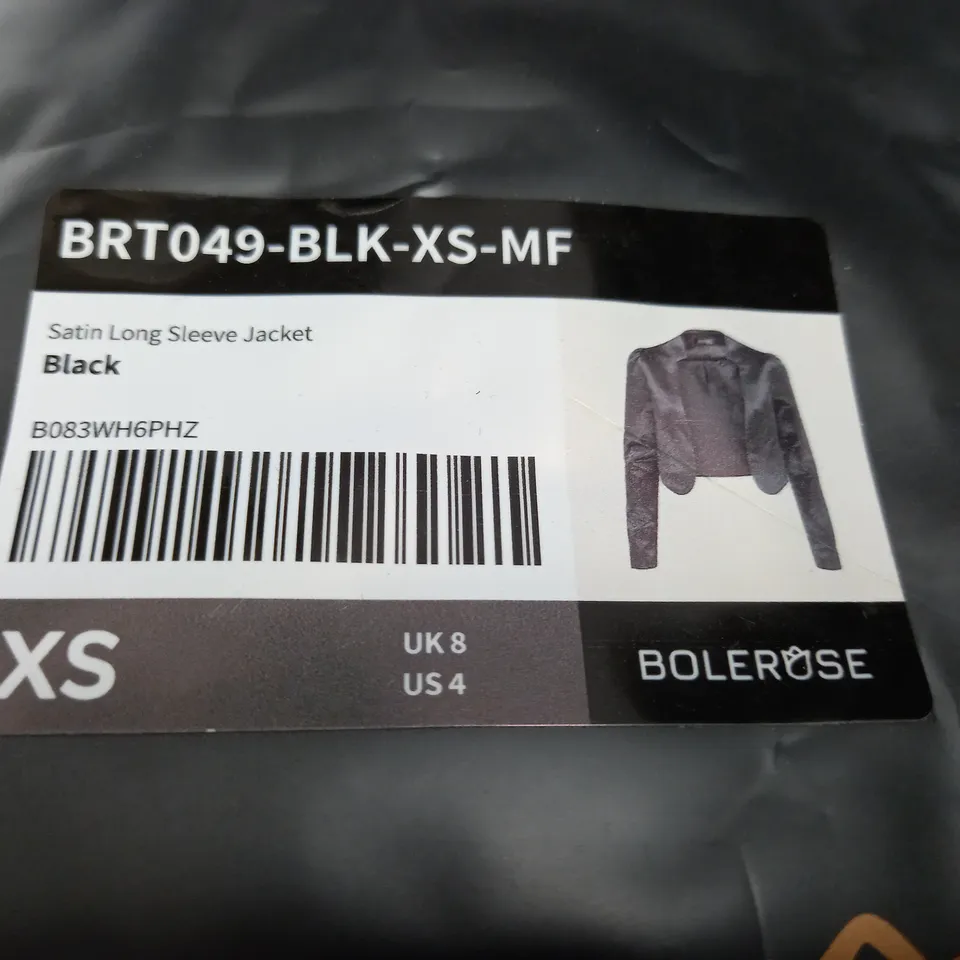 BRT049-BLK-XS-MF
Satin Long Sleeve Jacket
Black
B083WH6PHZ
XS
UK 8
US 4
BOLEROSE